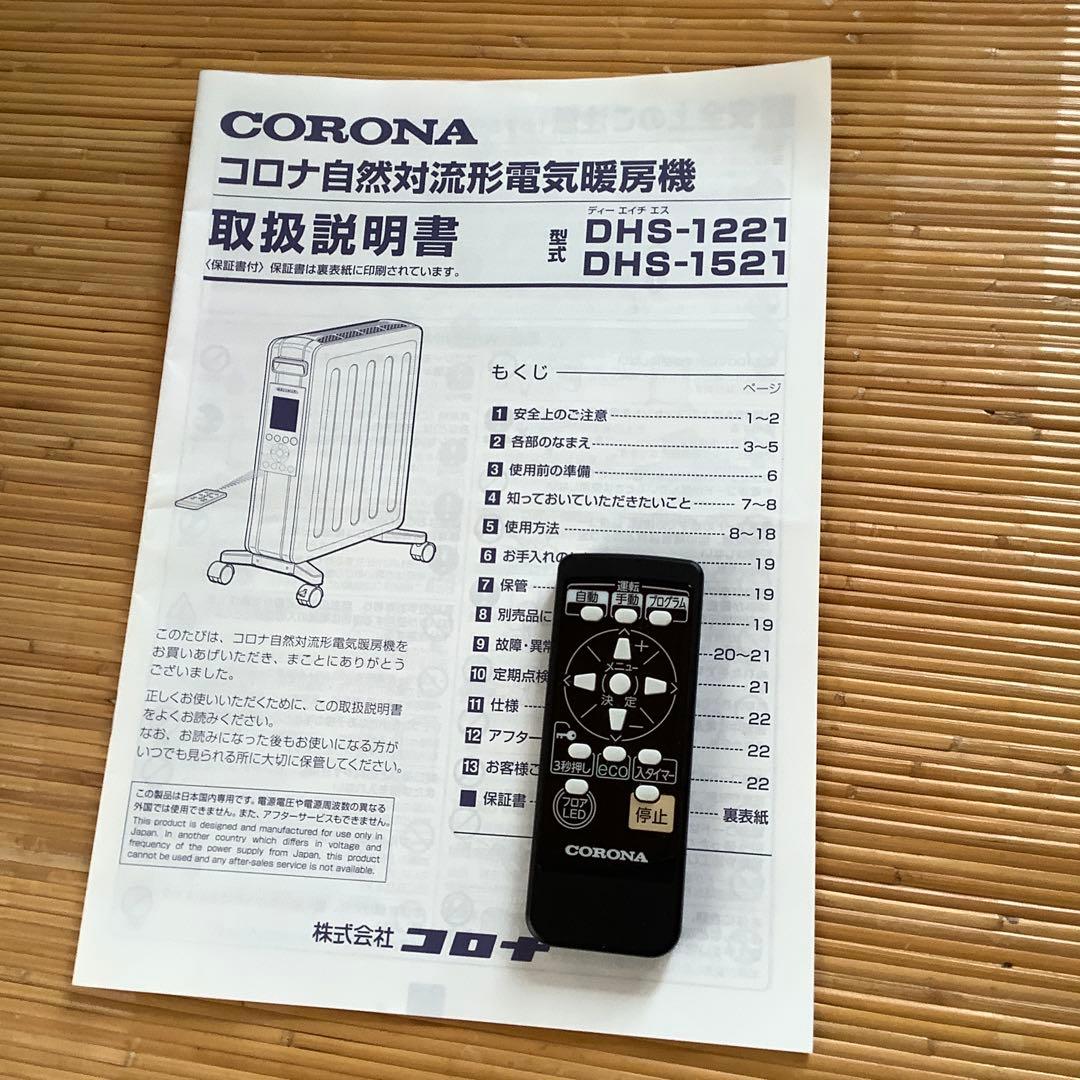 CORONA
コロナ自然対流形電気暖房機
取扱説明書
〈保証書付〉保証書は裏表紙に印刷されています。
型式
ディー エイチ エス
DHS-1221
DHS-1521
もくじ
ページ
1 安全上のご注意 1~2
2 各部のなまえ 3~5
3 使用前の準備 6
4 知っておいていただきたいこと 7~8
5 使用方法 8~18
6 お手入れの 19
7 保管 19
8 別売品に 19
9 故障・異常 20~21
10 定期点検 21
11 仕様 22
12 アフター 22
13 お客様ご 22
保証書 裏表紙
このたびは、コロナ自然対流形電気暖房機を
お買いあげいただき、まことにありがとう
ございました。
正しくお使いいただくために、この取扱説明書
をよくお読みください。
なお、お読みになった後もお使いになる方が
いつでも見られる所に大切に保管してください。
この製品は日本国内専用です。電源電圧や電源周波数の異なる
外国では使用できません。また、アフターサービスもできません。
This product is designed and manufactured for use only in
Japan. In another country which differs in voltage and
frequency of the power supply from Japan, this product
cannot be used and any after-sales service is not available.
株式会社 コロナ
運転
自動 手動 プログラム
+
メニュー
決定
-
3秒押し eco 入タイマー
フロア
LED
停止
CORONA